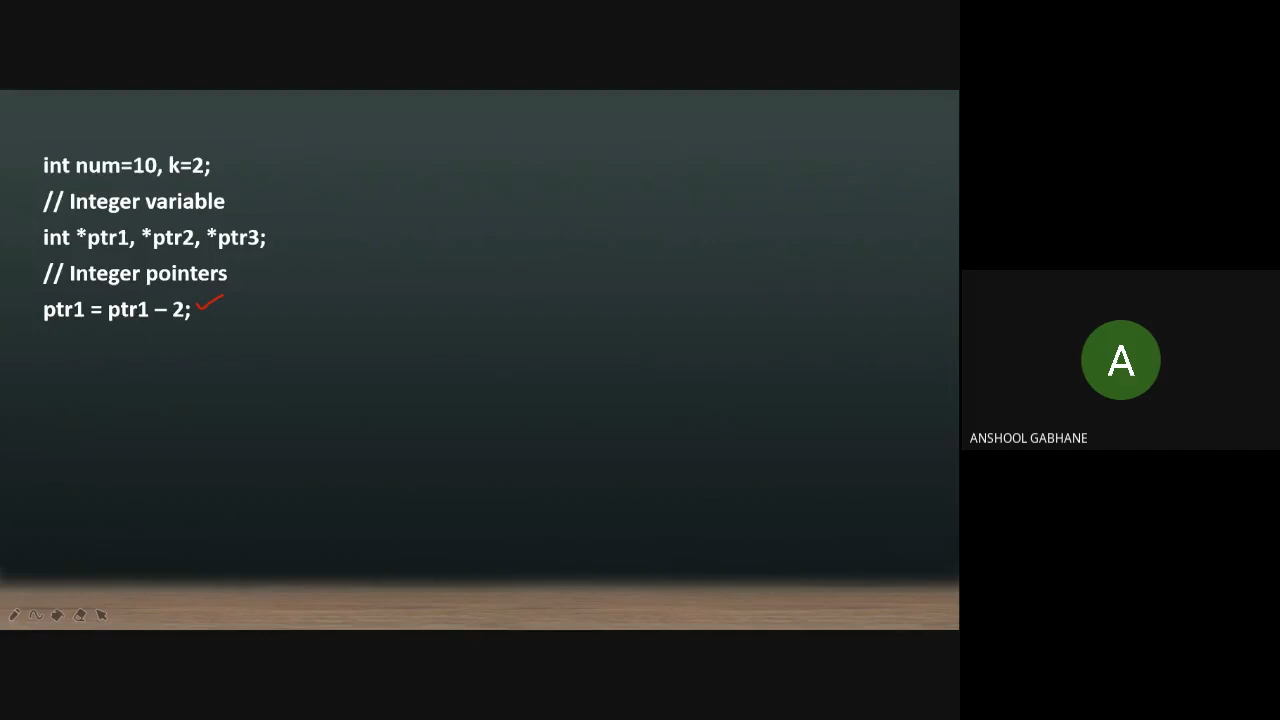 int num=10, k=2;
// Integer variable
int *ptr1, *ptr2, *ptr3;
// Integer pointers
ptr1 = ptr1 – 2;
A
ANSHOOL GABHANE